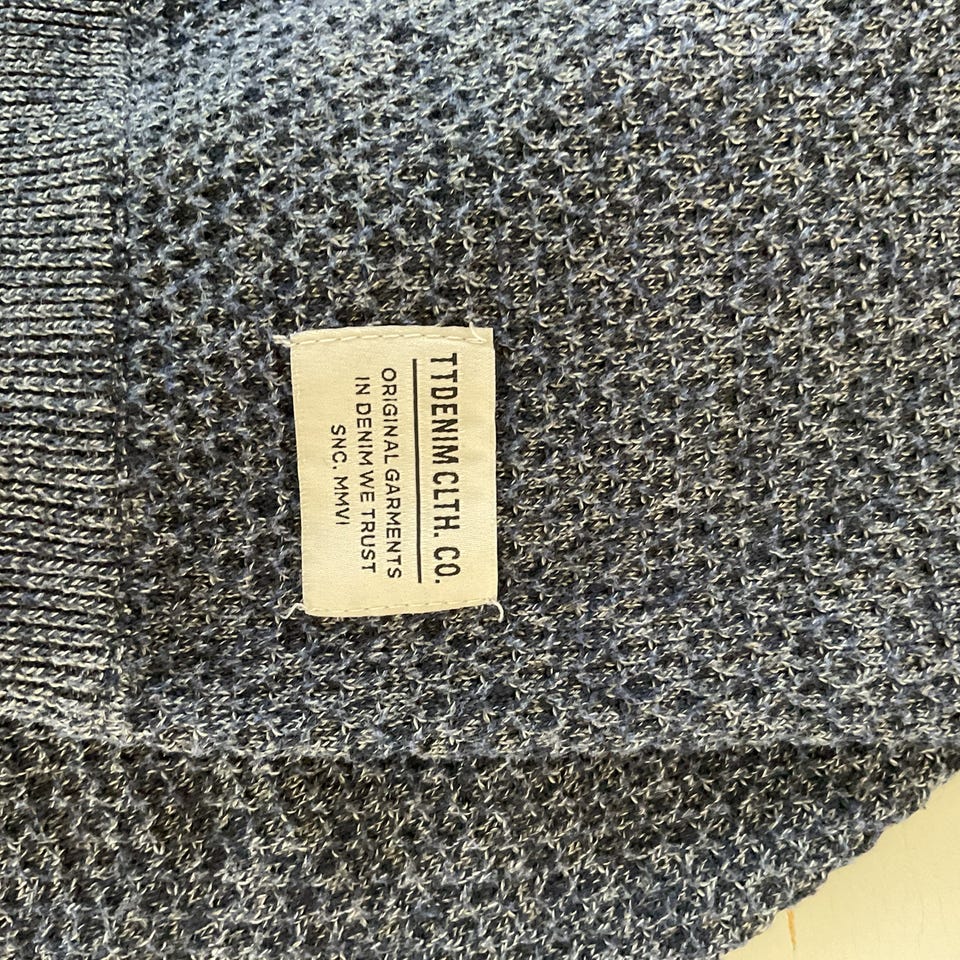 TTDENIM CLTH. CO.
ORIGINAL GARMENTS
IN DENIM WE TRUST
SNC. MMVI